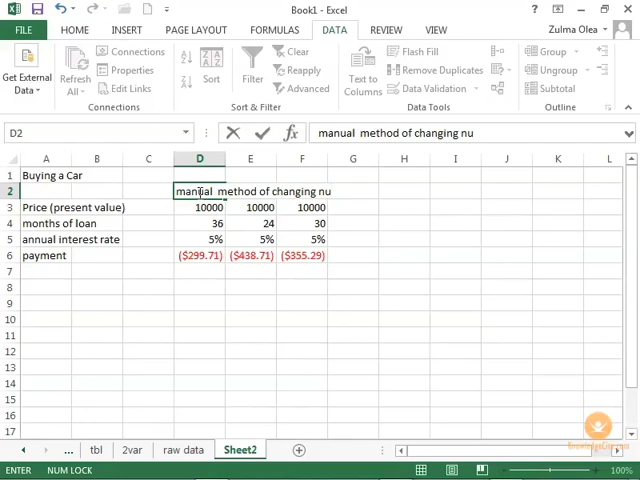 Book1 - Excel
?
FILE HOME INSERT PAGE LAYOUT FORMULAS DATA REVIEW VIEW Zulma Olea
Get External Data
Refresh All
Connections
Properties
Edit Links
Connections
Sort
Filter
Clear
Reapply
Advanced
Sort & Filter
Text to Columns
Flash Fill
Remove Duplicates
Data Validation
Data Tools
Group
Ungroup
Subtotal
Outline
D2 fx manual method of changing nu
A B C D E F G H I J K L
1 Buying a Car
2 manual method of changing nu
3 Price (present value) 10000 10000 10000
4 months of loan 36 24 30
5 annual interest rate 5% 5% 5%
6 payment ($299.71) ($438.71) ($355.29)
7
8
9
10
11
12
13
14
15
16
17
... tbl 2var raw data Sheet2
KnowledgeCity.com
ENTER NUM LOCK 100%